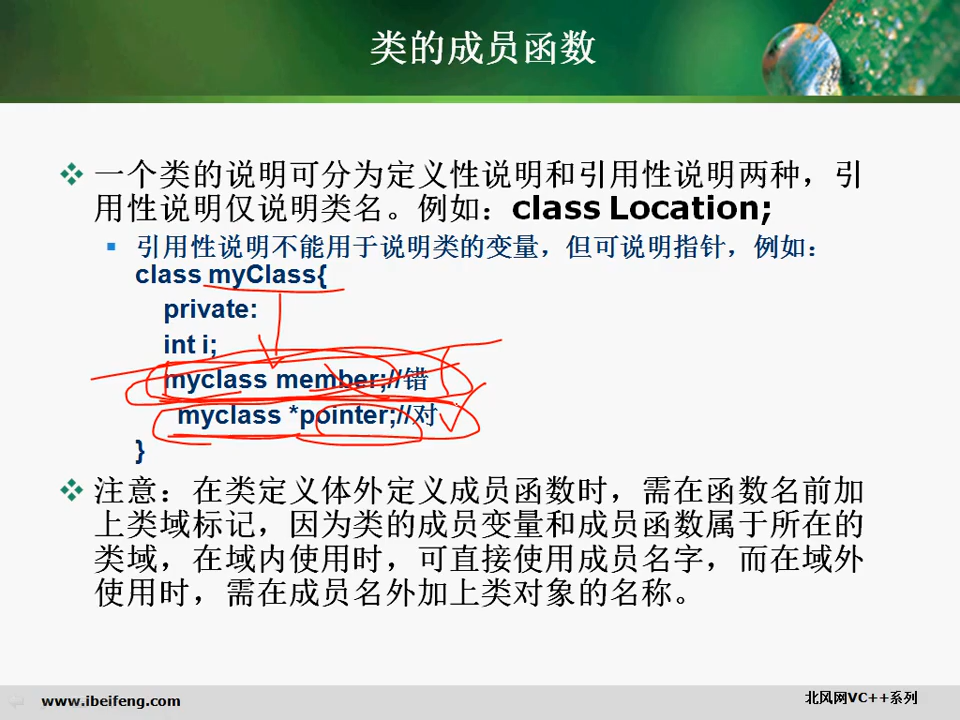 类的成员函数
一个类的说明可分为定义性说明和引用性说明两种，引
用性说明仅说明类名。例如：class Location;
引用性说明不能用于说明类的变量，但可说明指针，例如：
class myClass{
private:
int i;
myclass member;//错
myclass *pointer;//对
}
注意：在类定义体外定义成员函数时，需在函数名前加
上类域标记，因为类的成员变量和成员函数属于所在的
类域，在域内使用时，可直接使用成员名字，而在域外
使用时，需在成员名外加上类对象的名称。
www.ibeifeng.com
北风网VC++系列